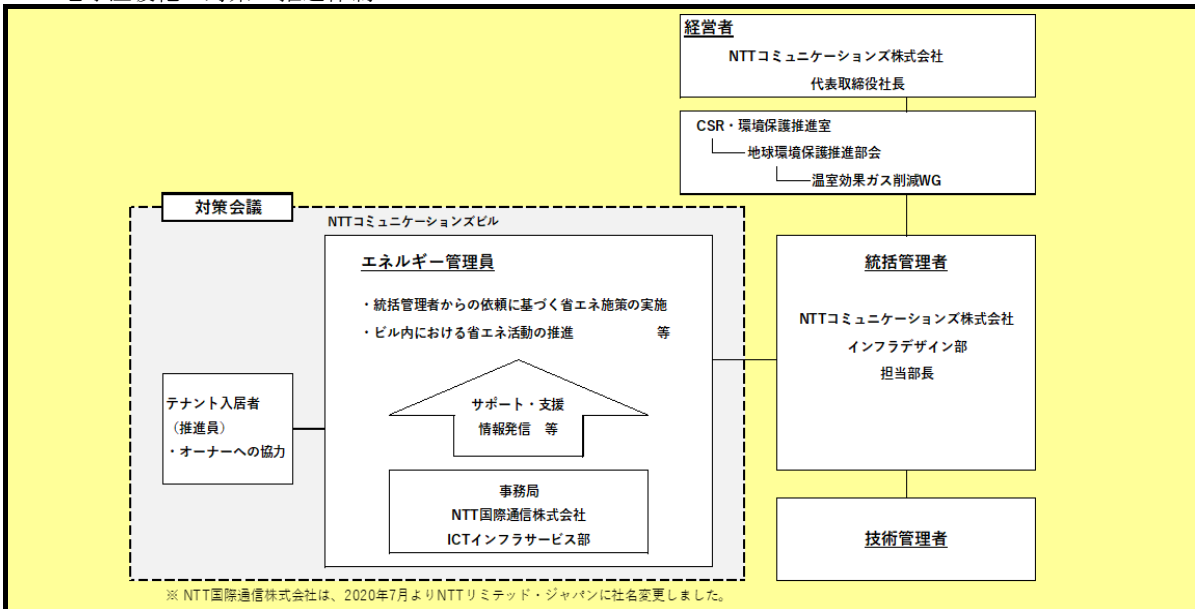 経営者
NTTコミュニケーションズ株式会社
代表取締役社長
CSR・環境保護推進室
地球環境保護推進部会
温室効果ガス削減WG
対策会議
NTTコミュニケーションズビル
エネルギー管理員
・統括管理者からの依頼に基づく省エネ施策の実施
・ビル内における省エネ活動の推進 等
サポート・支援
情報発信 等
事務局
NTT国際通信株式会社
ICTインフラサービス部
テナント入居者
（推進員）
・オーナーへの協力
統括管理者
NTTコミュニケーションズ株式会社
インフラデザイン部
担当部長
技術管理者
※ NTT国際通信株式会社は、2020年7月よりNTTリミテッド・ジャパンに社名変更しました。